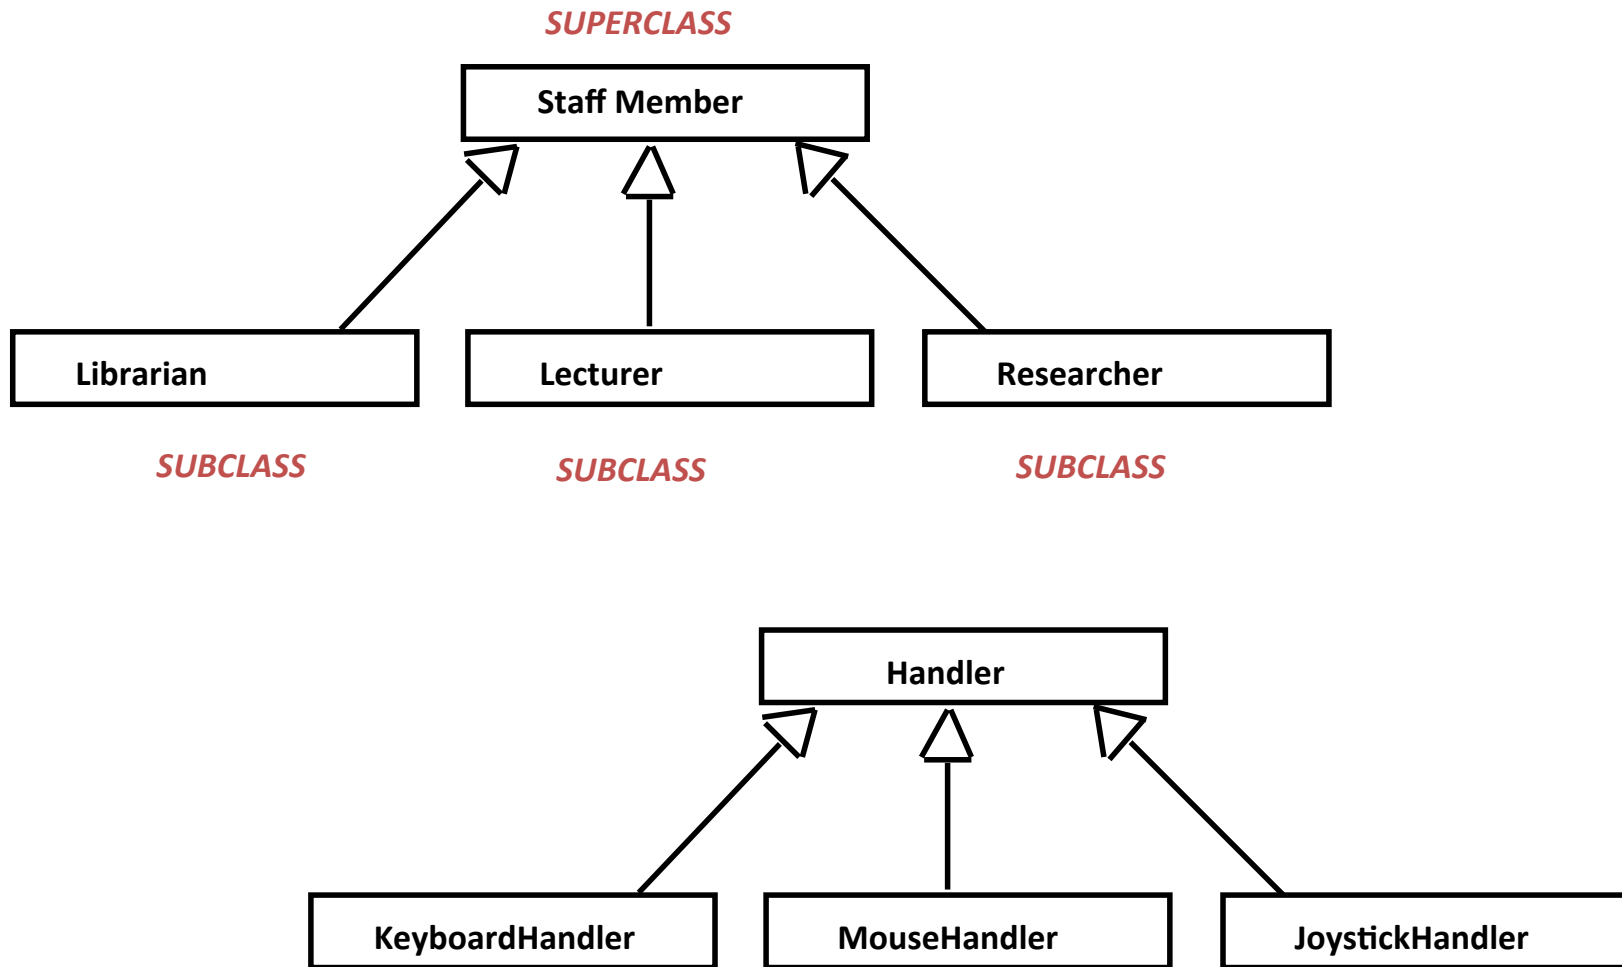 SUPERCLASS
Staff Member
Librarian
Lecturer
Researcher
SUBCLASS
SUBCLASS
SUBCLASS
Handler
KeyboardHandler
MouseHandler
JoystickHandler